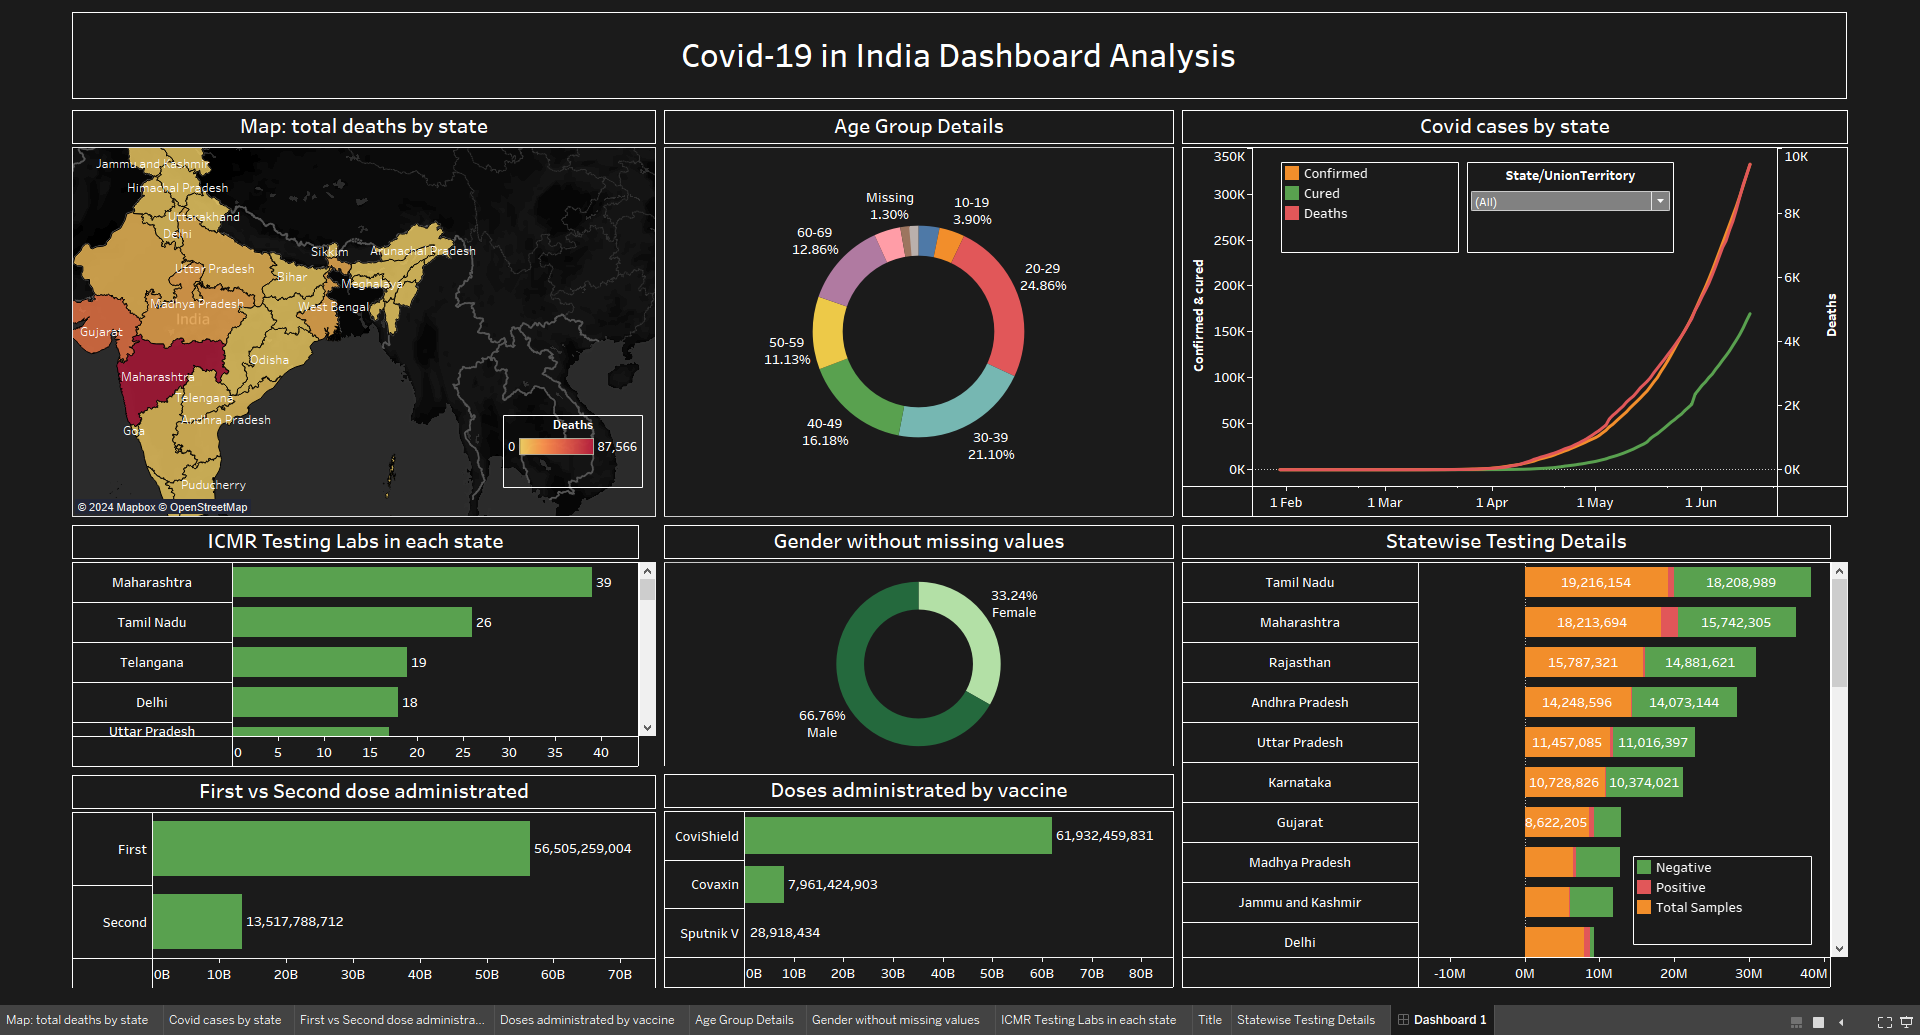 Covid-19 in India Dashboard Analysis
Map: total deaths by state
Jammu and Kashmir
Himachal Pradesh
Uttarakhand
Delhi
Sikkim
Arunachal Pradesh
Uttar Pradesh
Bihar
Meghalaya
Madhya Pradesh
West Bengal
India
Gujarat
Odisha
Maharashtra
Telengana
Andhra Pradesh
Goa
Puducherry
Deaths
0
87,566
© 2024 Mapbox © OpenStreetMap
Age Group Details
Missing
1.30%
10-19
3.90%
60-69
12.86%
20-29
24.86%
50-59
11.13%
40-49
16.18%
30-39
21.10%
Covid cases by state
350K
300K
250K
200K
150K
100K
50K
0K
Confirmed & cured
Confirmed
Cured
Deaths
State/UnionTerritory
(All)
10K
8K
6K
4K
2K
0K
Deaths
1 Feb
1 Mar
1 Apr
1 May
1 Jun
ICMR Testing Labs in each state
Maharashtra
39
Tamil Nadu
26
Telangana
19
Delhi
18
Uttar Pradesh
0 5 10 15 20 25 30 35 40
Gender without missing values
33.24%
Female
66.76%
Male
Statewise Testing Details
Tamil Nadu
19,216,154
18,208,989
Maharashtra
18,213,694
15,742,305
Rajasthan
15,787,321
14,881,621
Andhra Pradesh
14,248,596
14,073,144
Uttar Pradesh
11,457,085
11,016,397
Karnataka
10,728,826
10,374,021
Gujarat
8,622,205
Madhya Pradesh
Jammu and Kashmir
Delhi
Negative
Positive
Total Samples
-10M 0M 10M 20M 30M 40M
First vs Second dose administrated
First
56,505,259,004
Second
13,517,788,712
0B 10B 20B 30B 40B 50B 60B 70B
Doses administrated by vaccine
CoviShield
61,932,459,831
Covaxin
7,961,424,903
Sputnik V
28,918,434
0B 10B 20B 30B 40B 50B 60B 70B 80B
Map: total deaths by state
Covid cases by state
First vs Second dose administra...
Doses administrated by vaccine
Age Group Details
Gender without missing values
ICMR Testing Labs in each state
Title
Statewise Testing Details
Dashboard 1